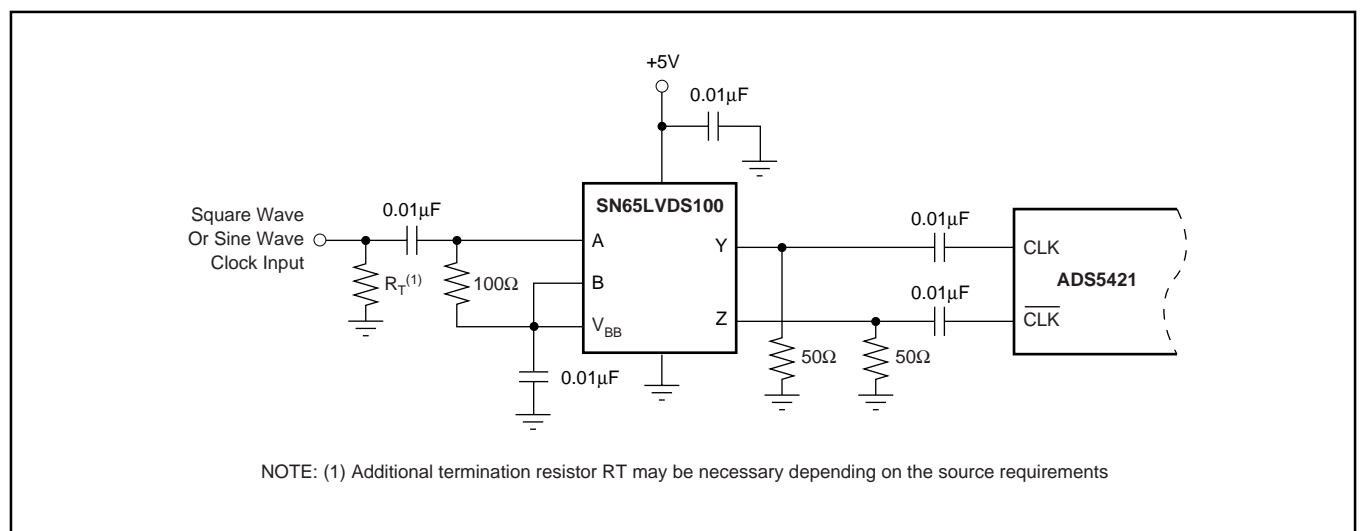 +5V
0.01μF
SN65LVDS100
Square Wave
Or Sine Wave
Clock Input
0.01μF
R_T(1)
100Ω
A
B
V_BB
Y
Z
0.01μF
0.01μF
0.01μF
CLK
CLK
ADS5421
50Ω
50Ω
NOTE: (1) Additional termination resistor RT may be necessary depending on the source requirements